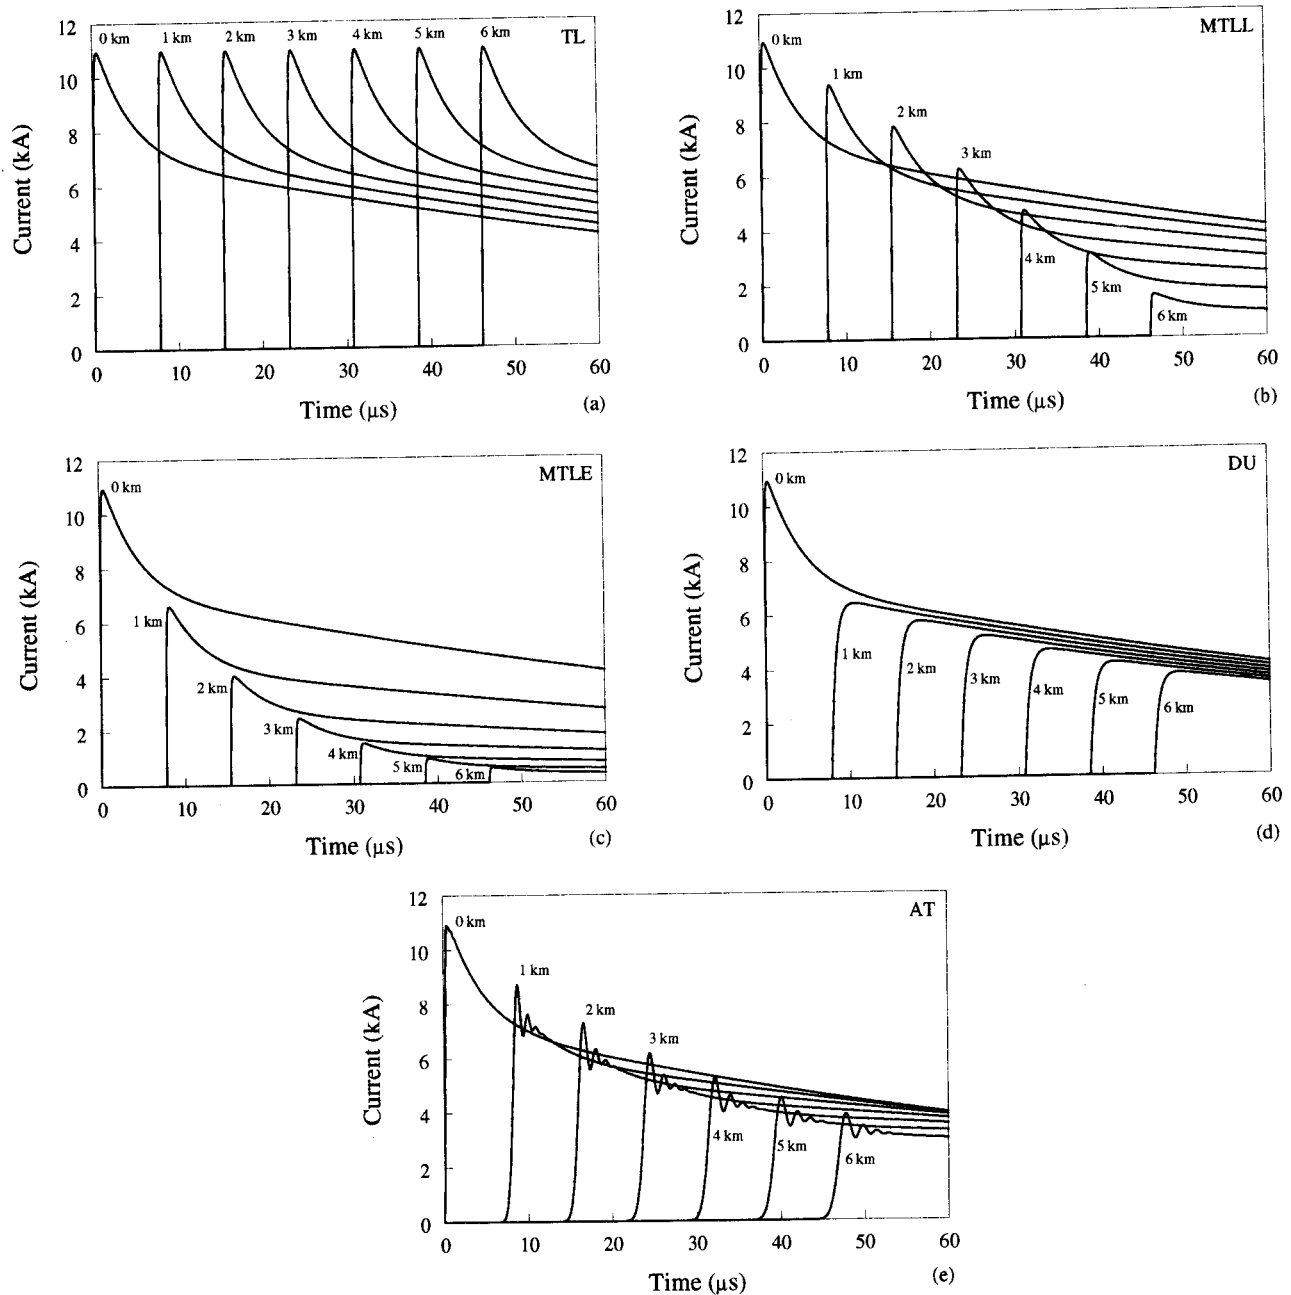 12
10
8
6
4
2
0
Current (kA)
0 km 1 km 2 km 3 km 4 km 5 km 6 km
TL
0 10 20 30 40 50 60
Time (μs)
(a)
12
10
8
6
4
2
0
Current (kA)
MTLL
0 km
1 km
2 km
3 km
4 km
5 km
6 km
0 10 20 30 40 50 60
Time (μs)
(b)
12
10
8
6
4
2
0
Current (kA)
MTLE
0 km
1 km
2 km
3 km
4 km
5 km
6 km
0 10 20 30 40 50 60
Time (μs)
(c)
12
10
8
6
4
2
0
Current (kA)
DU
0 km
1 km
2 km
3 km
4 km
5 km
6 km
0 10 20 30 40 50 60
Time (μs)
(d)
12
10
8
6
4
2
0
Current (kA)
AT
0 km
1 km
2 km
3 km
4 km
5 km
6 km
0 10 20 30 40 50 60
Time (μs)
(e)